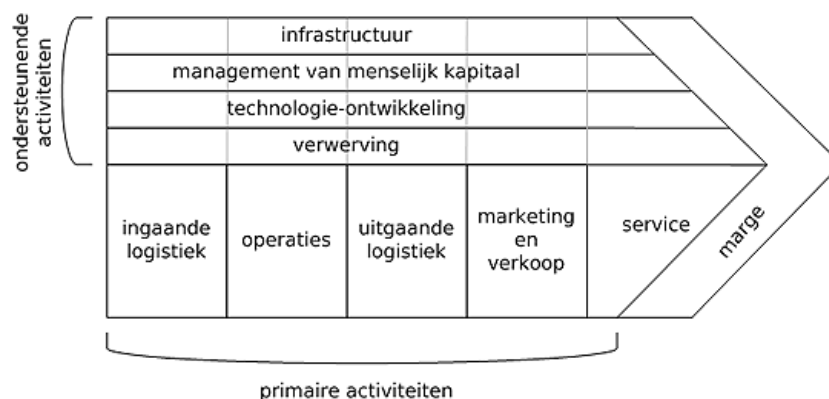 ondersteunende
activiteiten
infrastructuur
management van menselijk kapitaal
technologie-ontwikkeling
verwerving
ingaande
logistiek
operaties
uitgaande
logistiek
marketing
en
verkoop
service
marge
primaire activiteiten